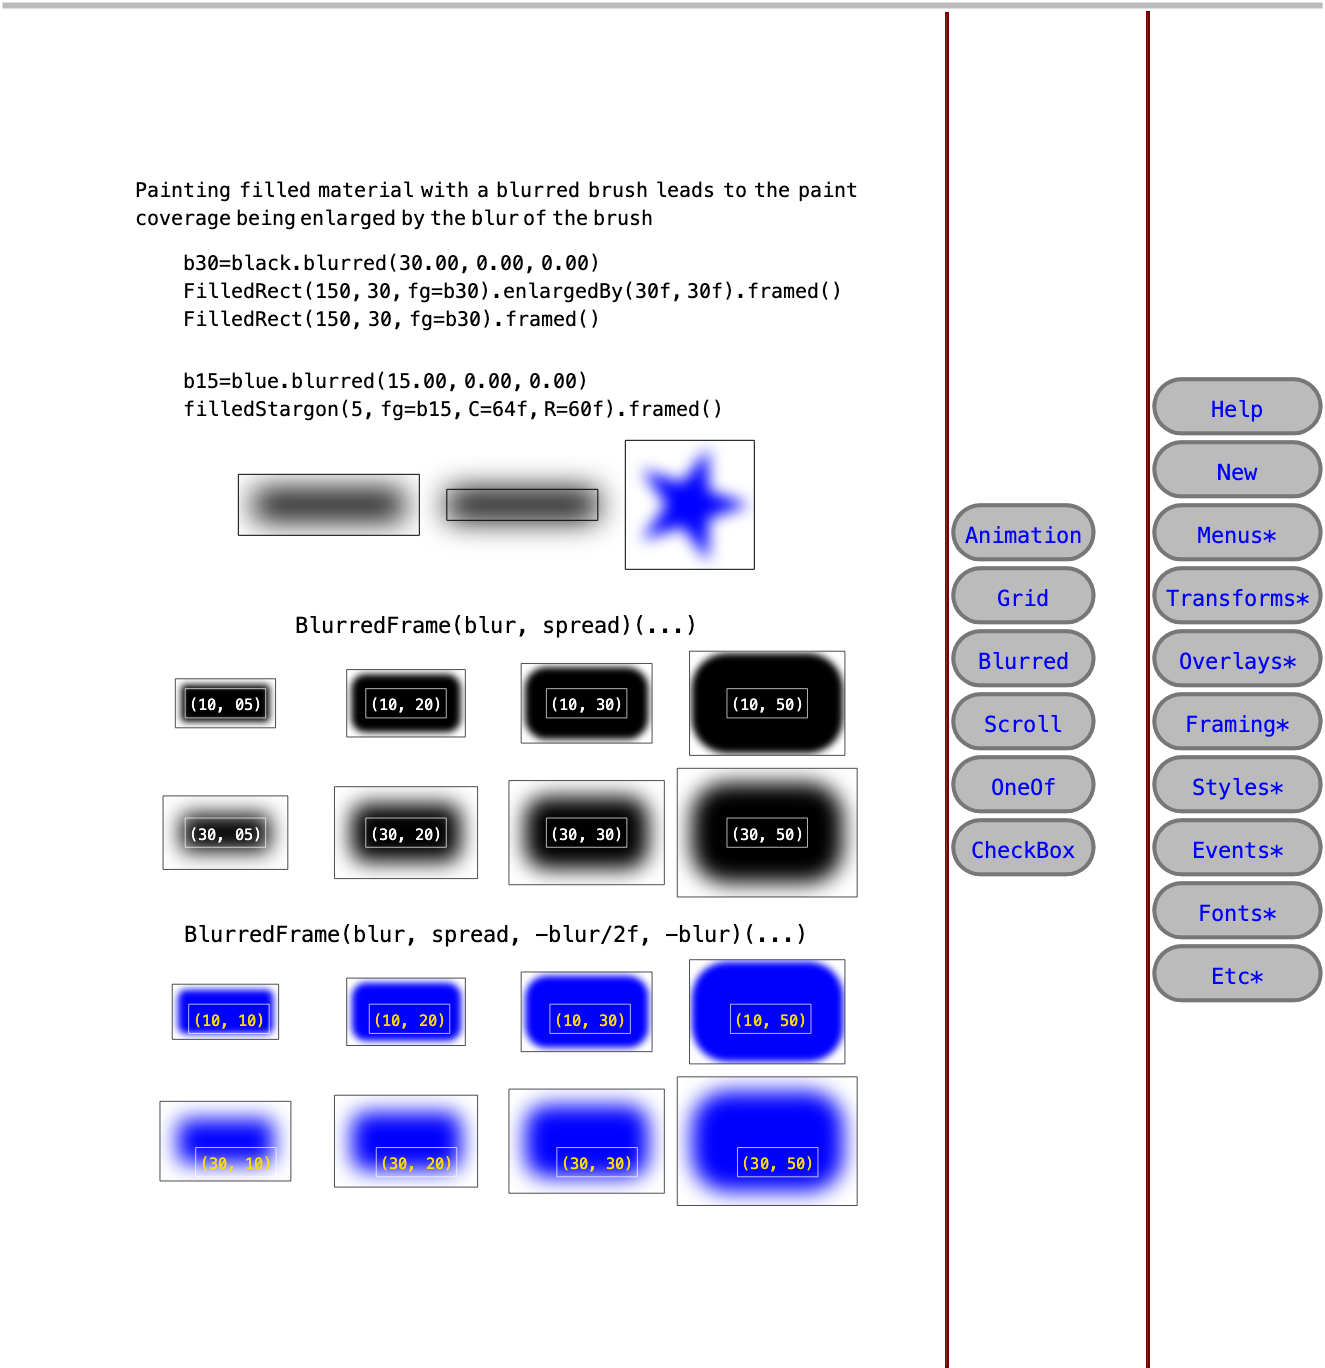 Painting filled material with a blurred brush leads to the paint
coverage being enlarged by the blur of the brush
b30=black.blurred(30.00, 0.00, 0.00)
FilledRect(150, 30, fg=b30).enlargedBy(30f, 30f).framed()
FilledRect(150, 30, fg=b30).framed()
b15=blue.blurred(15.00, 0.00, 0.00)
filledStargon(5, fg=b15, C=64f, R=60f).framed()
BlurredFrame(blur, spread)(...)
(10, 05) (10, 20) (10, 30) (10, 50)
(30, 05) (30, 20) (30, 30) (30, 50)
BlurredFrame(blur, spread, -blur/2f, -blur)(...)
(10, 10) (10, 20) (10, 30) (10, 50)
(30, 10) (30, 20) (30, 30) (30, 50)
Animation
Grid
Blurred
Scroll
OneOf
CheckBox
Help
New
Menus*
Transforms*
Overlays*
Framing*
Styles*
Events*
Fonts*
Etc*